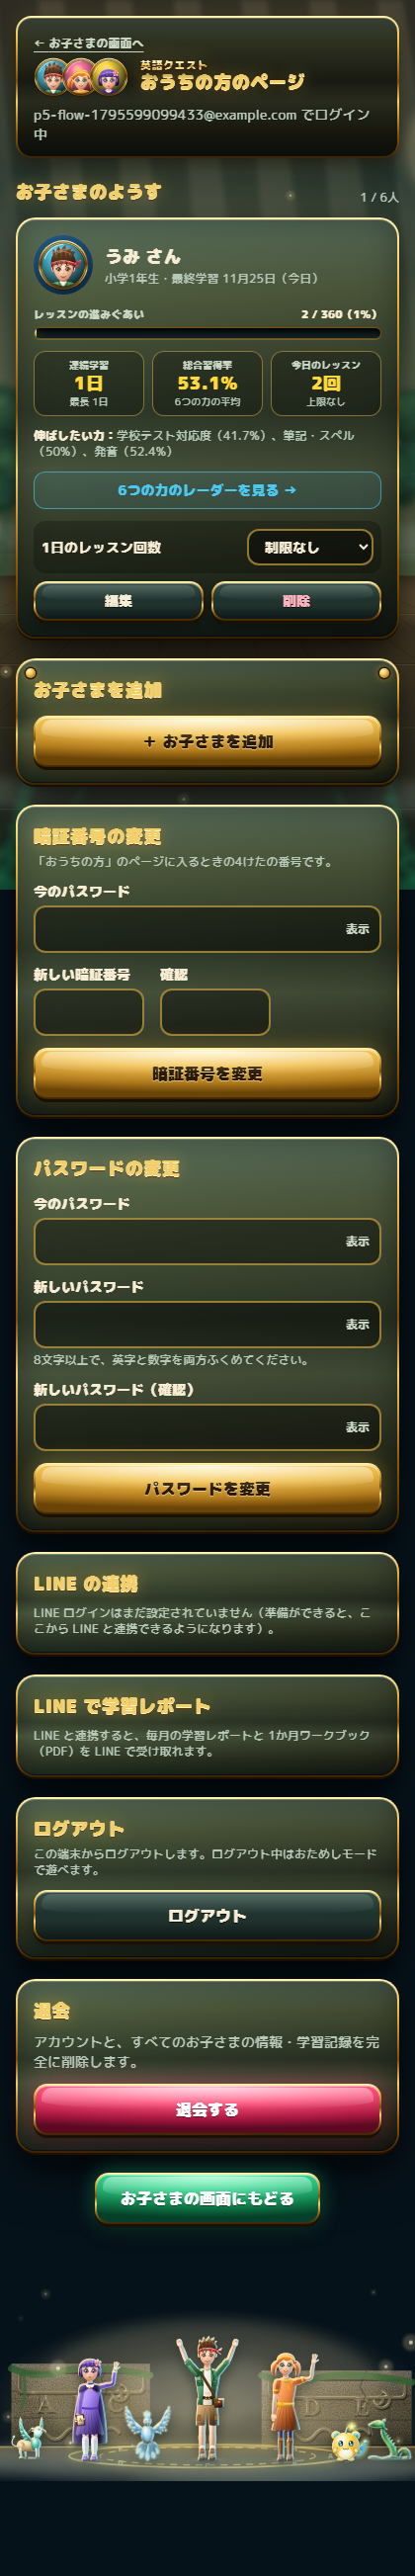 ← お子さまの画面へ
英語クエスト
おうちの方のページ
p5-flow-1795599099433@example.com でログイン
中
お子さまのようす
1 / 6人
うみ さん
小学1年生・最終学習 11月25日（今日）
レッスンの進みぐあい
2 / 360（1%）
連続学習
1日
最長 1日
総合習得率
53.1%
6つの力の平均
今日のレッスン
2回
上限なし
伸ばしたい力：学校テスト対応度（41.7%）、筆記・スペル
（50%）、発音（52.4%）
6つの力のレーダーを見る →
1日のレッスン回数
制限なし
編集
削除
お子さまを追加
＋ お子さまを追加
暗証番号の変更
「おうちの方」のページに入るときの4けたの番号です。
今のパスワード
表示
新しい暗証番号
確認
暗証番号を変更
パスワードの変更
今のパスワード
表示
新しいパスワード
表示
8文字以上で、英字と数字を両方ふくめてください。
新しいパスワード（確認）
表示
パスワードを変更
LINE の連携
LINE ログインはまだ設定されていません（準備ができると、こ
こから LINE と連携できるようになります）。
LINE で学習レポート
LINE と連携すると、毎月の学習レポートと 1か月ワークブック
（PDF）を LINE で受け取れます。
ログアウト
この端末からログアウトします。ログアウト中はおためしモード
で遊べます。
ログアウト
退会
アカウントと、すべてのお子さまの情報・学習記録を完
全に削除します。
退会する
お子さまの画面にもどる